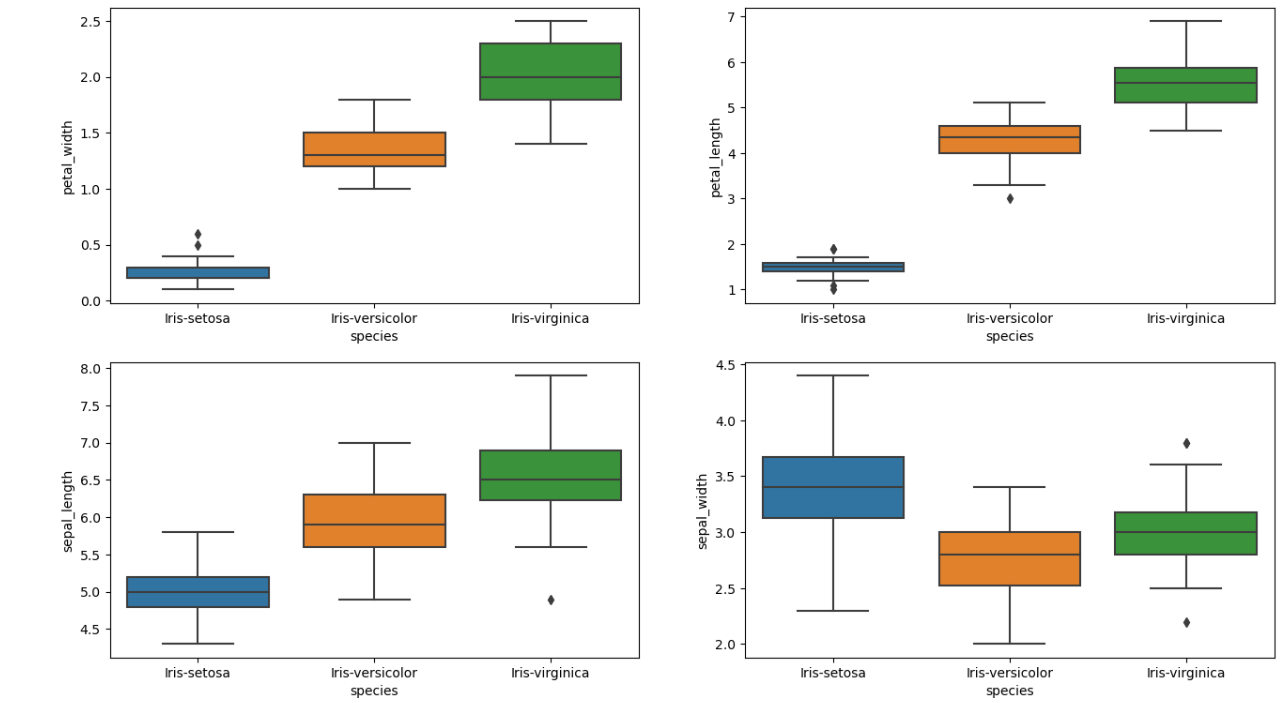 petal_width
2.5
2.0
1.5
1.0
0.5
0.0
Iris-setosa Iris-versicolor Iris-virginica
species
petal_length
7
6
5
4
3
2
1
Iris-setosa Iris-versicolor Iris-virginica
species
sepal_length
8.0
7.5
7.0
6.5
6.0
5.5
5.0
4.5
Iris-setosa Iris-versicolor Iris-virginica
species
sepal_width
4.5
4.0
3.5
3.0
2.5
2.0
Iris-setosa Iris-versicolor Iris-virginica
species